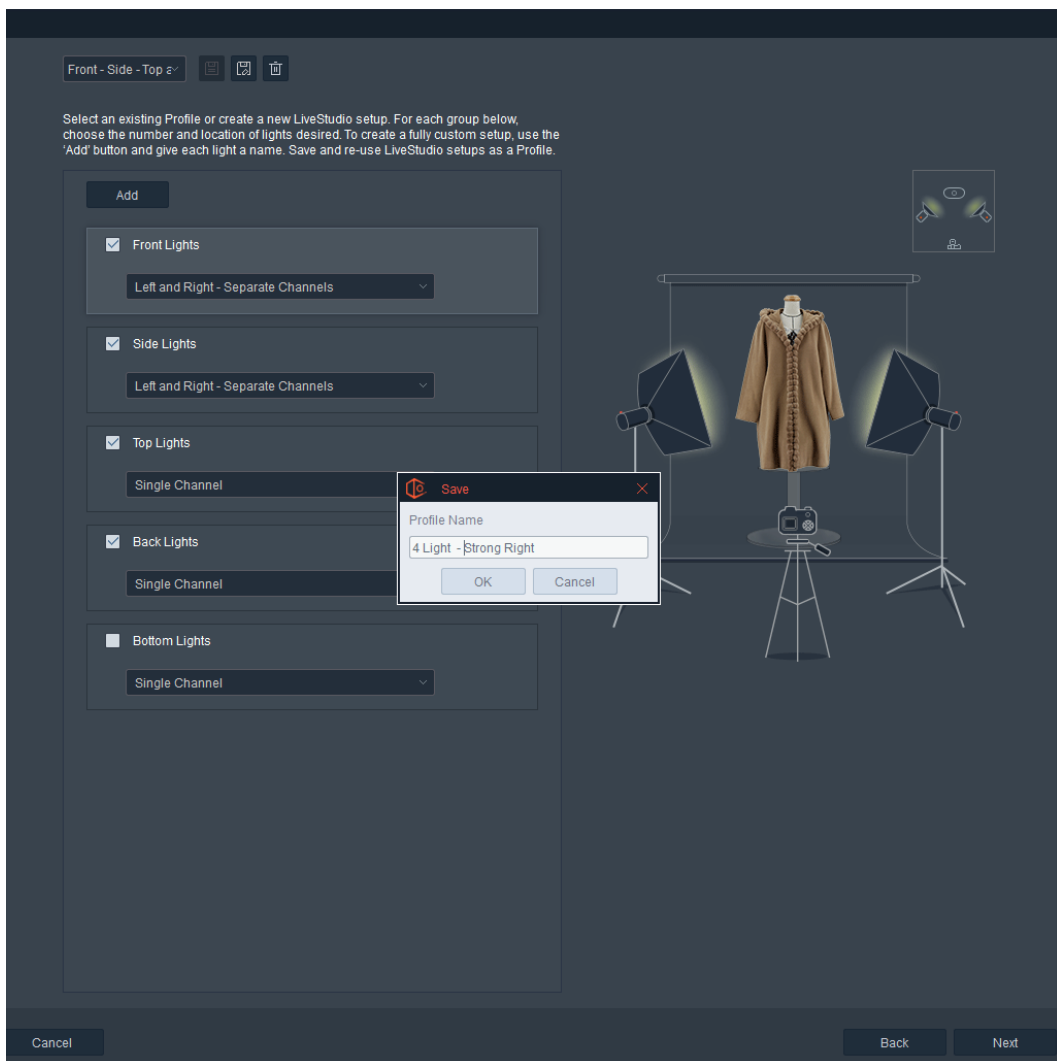 Front - Side - Top a
Select an existing Profile or create a new LiveStudio setup. For each group below,
choose the number and location of lights desired. To create a fully custom setup, use the
'Add' button and give each light a name. Save and re-use LiveStudio setups as a Profile.
Add
Front Lights
Left and Right - Separate Channels
Side Lights
Left and Right - Separate Channels
Top Lights
Single Channel
Save
Profile Name
4 Light - Strong Right
OK Cancel
Back Lights
Single Channel
Bottom Lights
Single Channel
Cancel Back Next